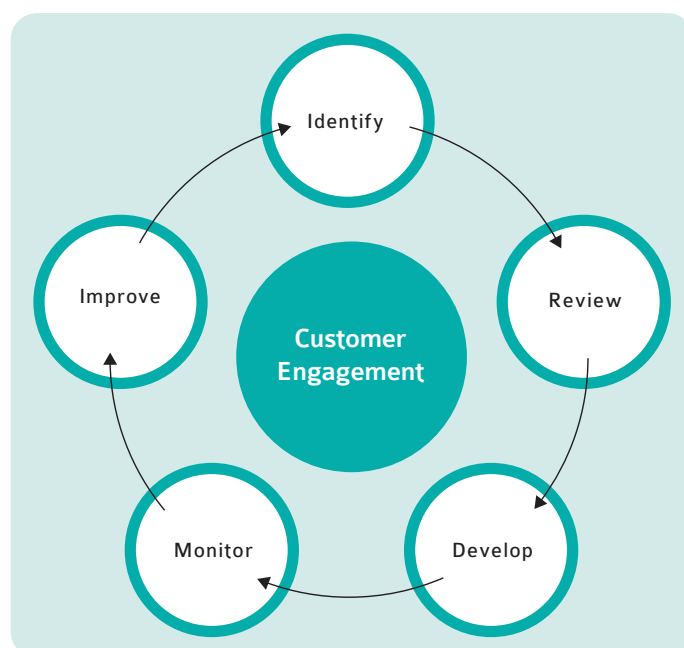 Identify
Review
Develop
Monitor
Improve
Customer
Engagement